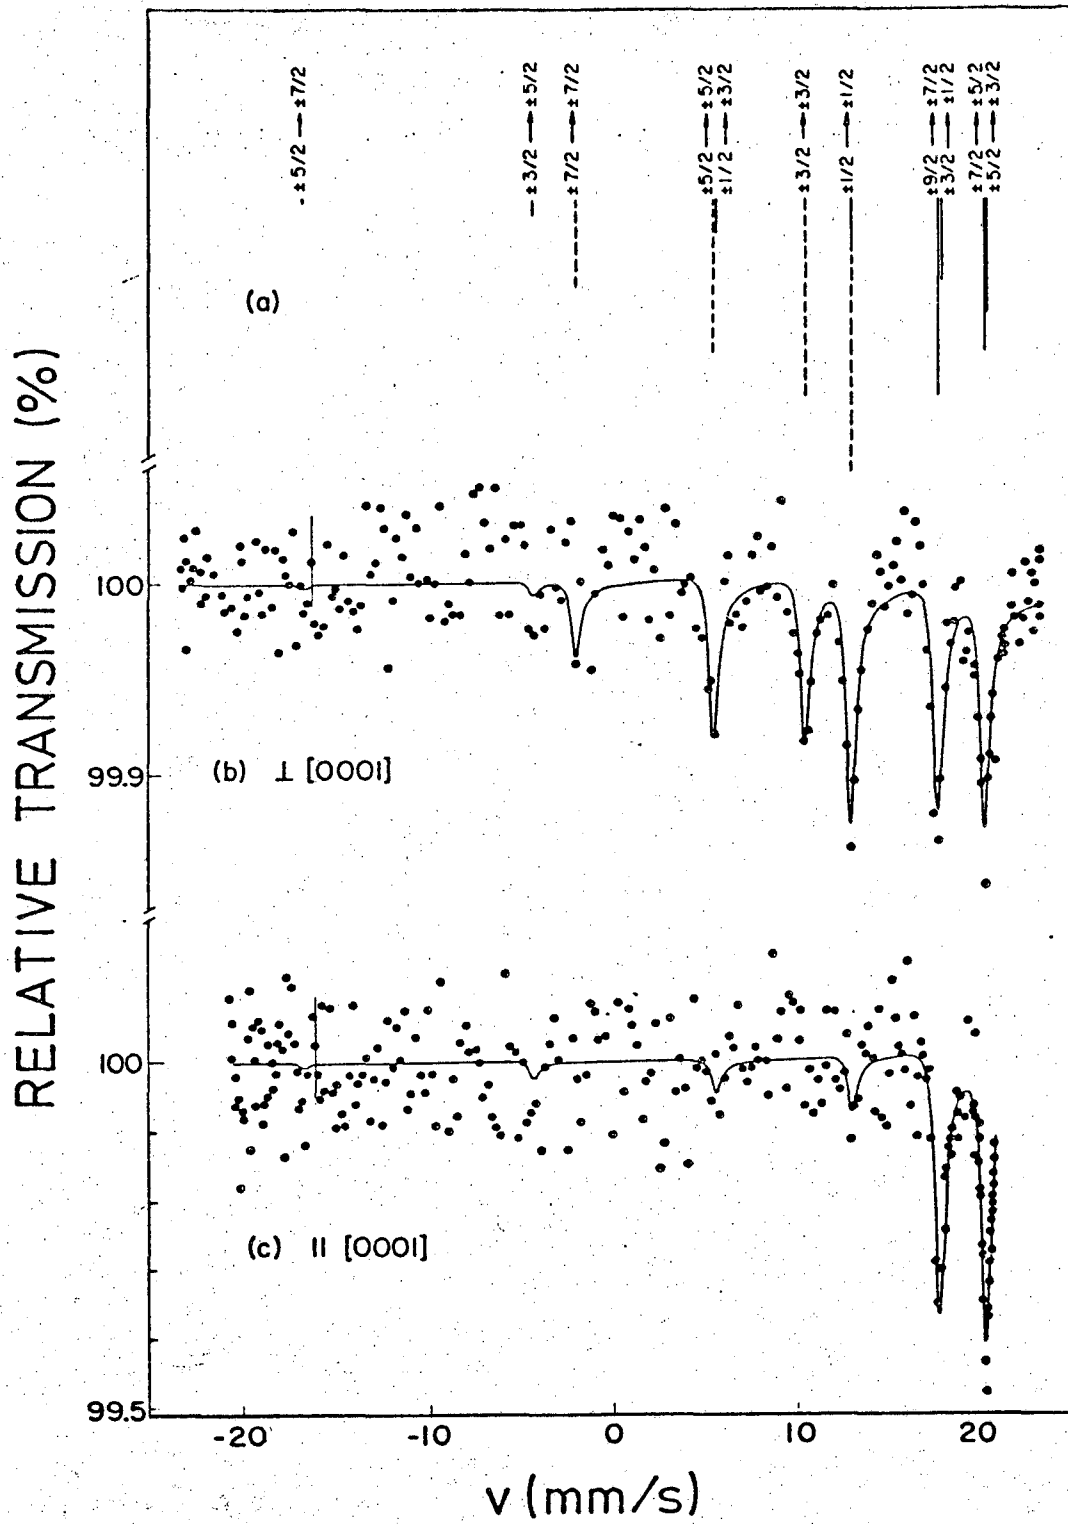 RELATIVE TRANSMISSION (%)
±5/2 → ±7/2
±3/2 → ±5/2
±7/2 → ±7/2
±5/2 → ±5/2
±1/2 → ±3/2
±3/2 → ±3/2
±1/2 → ±1/2
±9/2 → ±7/2
±3/2 → ±1/2
±7/2 → ±5/2
±5/2 → ±3/2
(a)
100
(b) ⊥ [0001]
99.9
100
(c) II [0001]
99.5
-20 -10 0 10 20
v (mm/s)